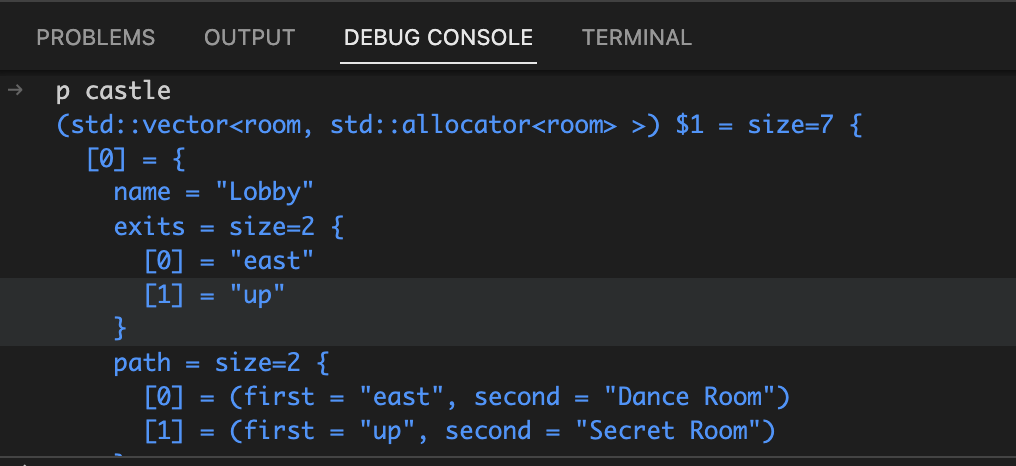 PROBLEMS OUTPUT DEBUG CONSOLE TERMINAL
→ p castle
(std::vector<room, std::allocator<room> >) $1 = size=7 {
[0] = {
name = "Lobby"
exits = size=2 {
[0] = "east"
[1] = "up"
}
path = size=2 {
[0] = (first = "east", second = "Dance Room")
[1] = (first = "up", second = "Secret Room")